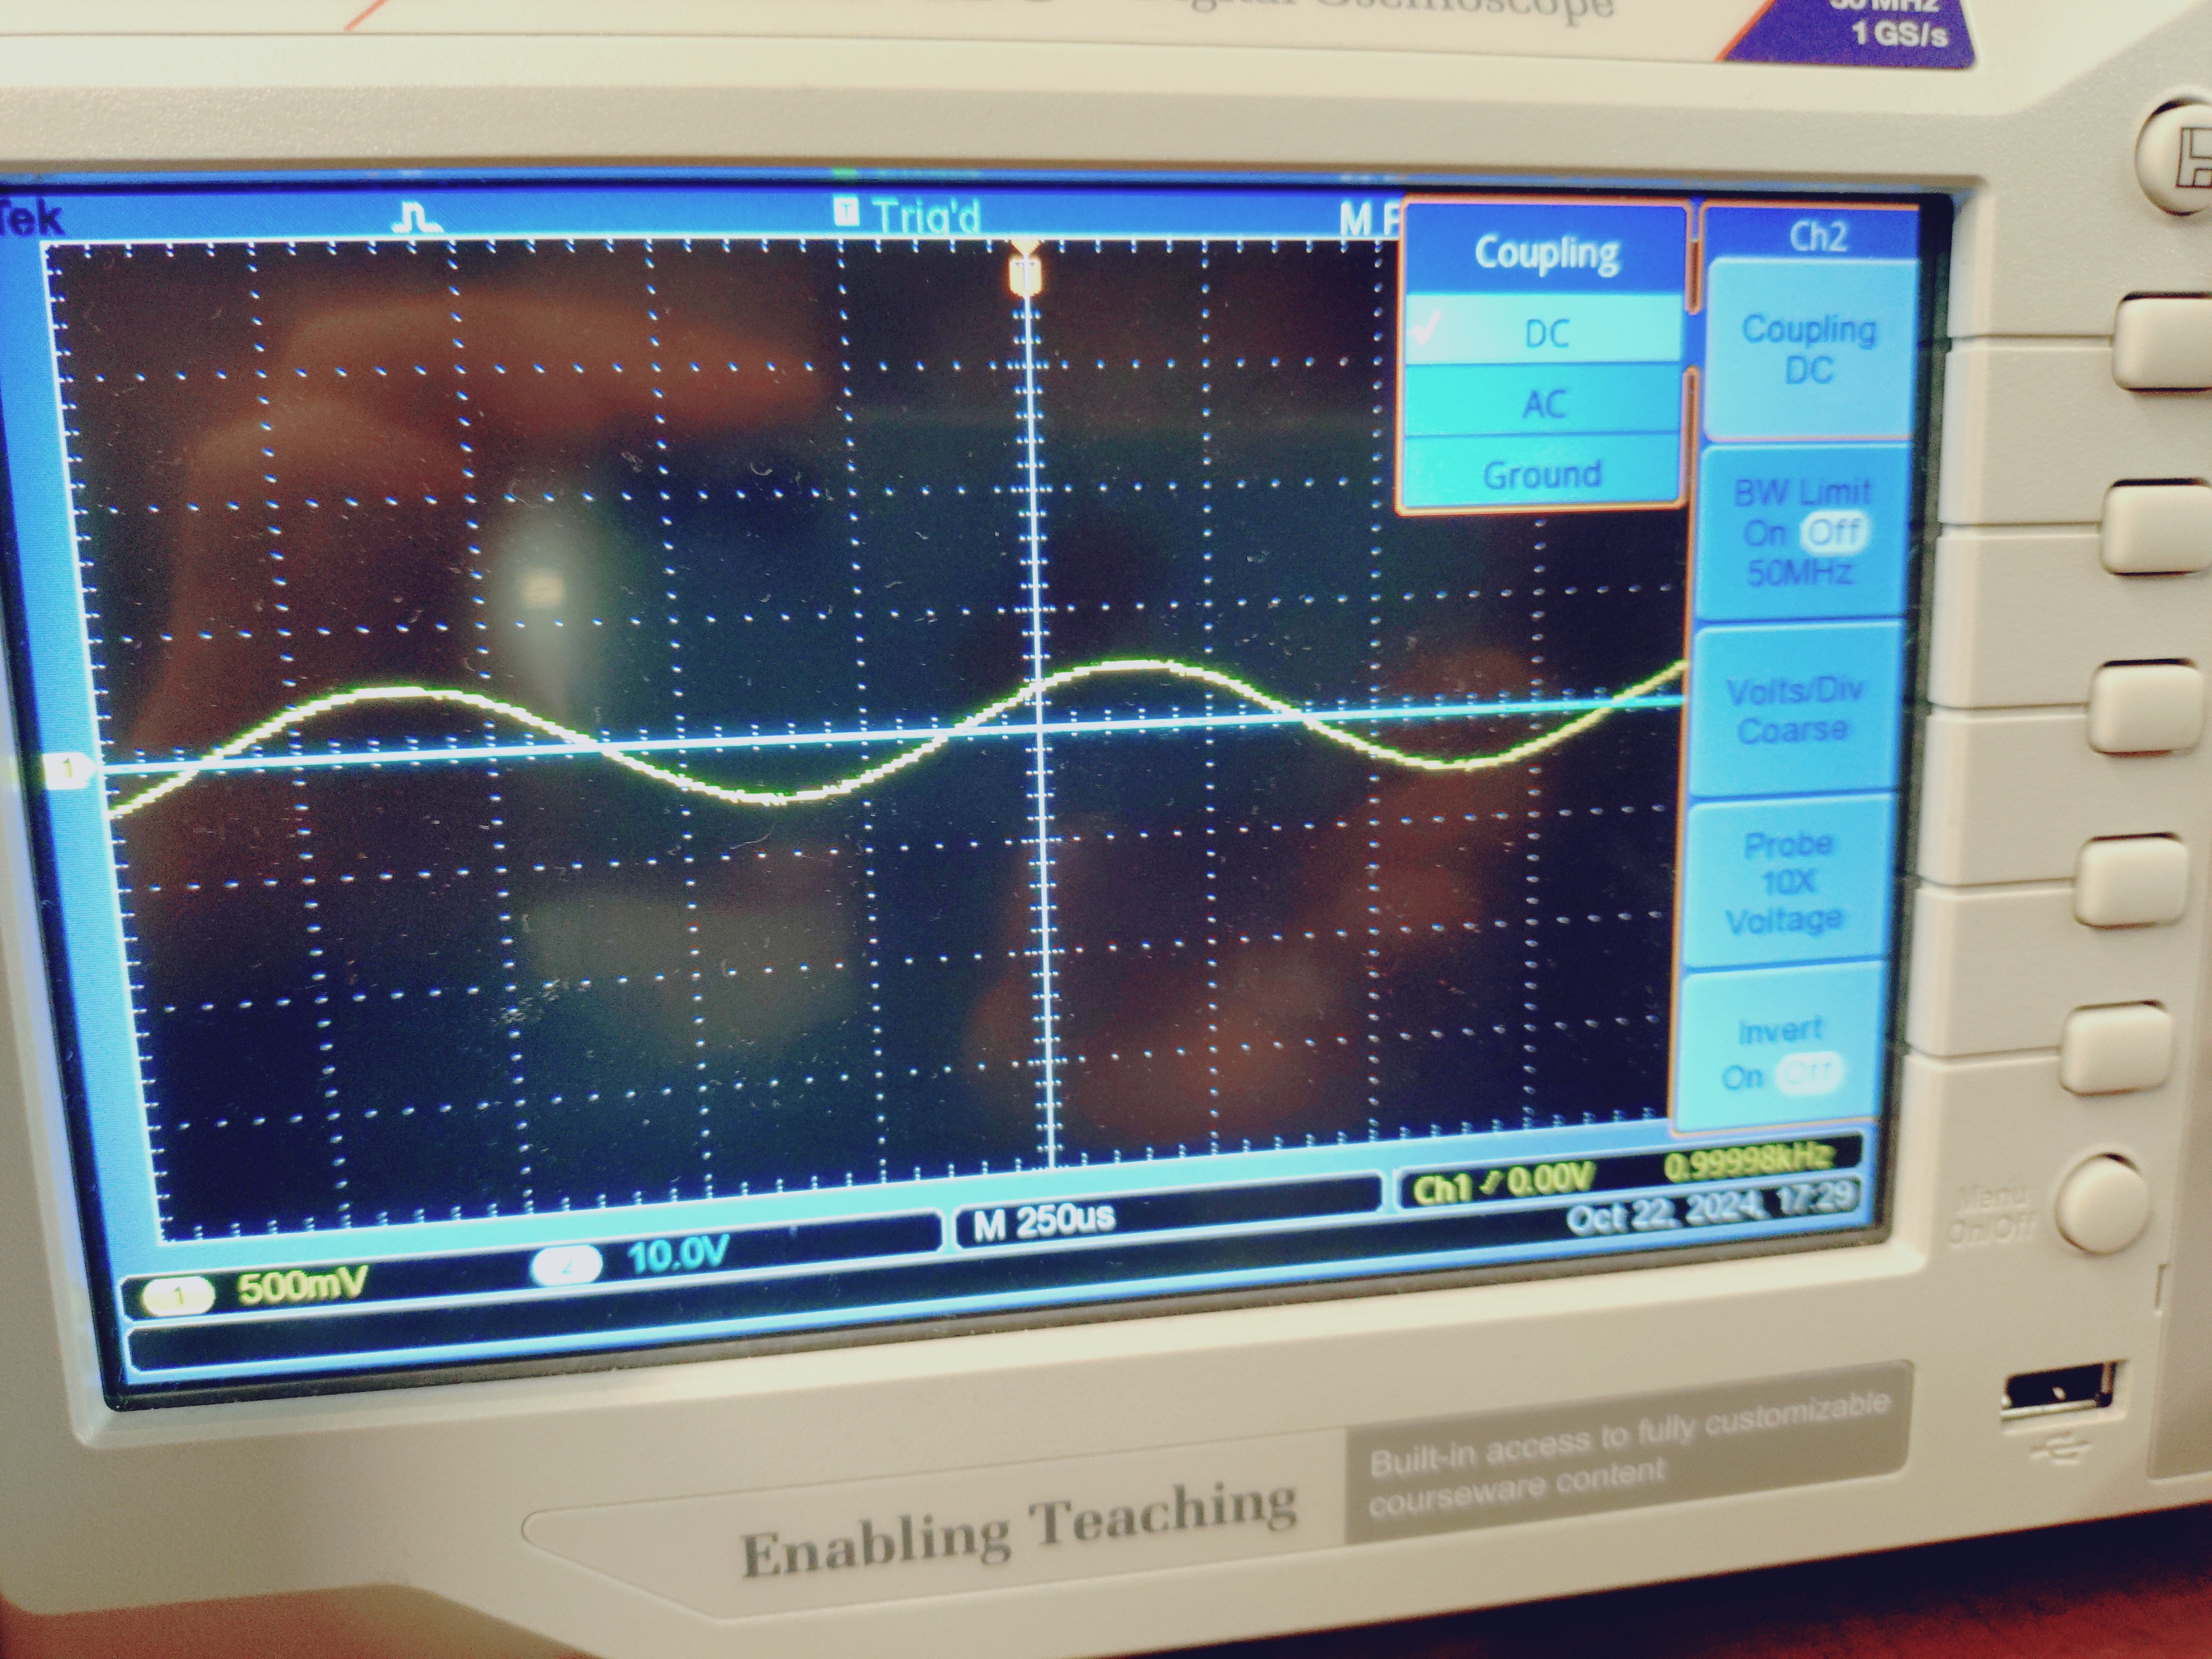 Digital Oscilloscope
50 MHz
1 GS/s
Tek
T Trig'd
M P
Coupling
DC
AC
Ground
Ch2
Coupling
DC
BW Limit
On Off
50MHz
Volts/Div
Coarse
Probe
10X
Voltage
Invert
On Off
1
Ch1 0.00V 0.99998kHz
M 250us
Oct 22, 2024, 17:29
1 500mV 2 10.0V
Menu
On/Off
Enabling Teaching
Built-in access to fully customizable
courseware content